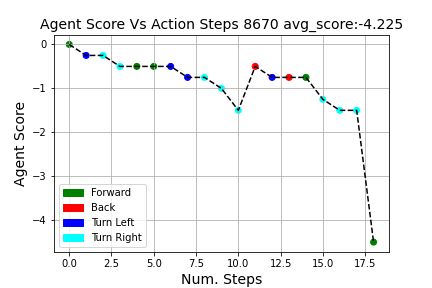 Agent Score Vs Action Steps 8670 avg_score:-4.225
Agent Score
0
−1
−2
−3
−4
Forward
Back
Turn Left
Turn Right
0.0 2.5 5.0 7.5 10.0 12.5 15.0 17.5
Num. Steps